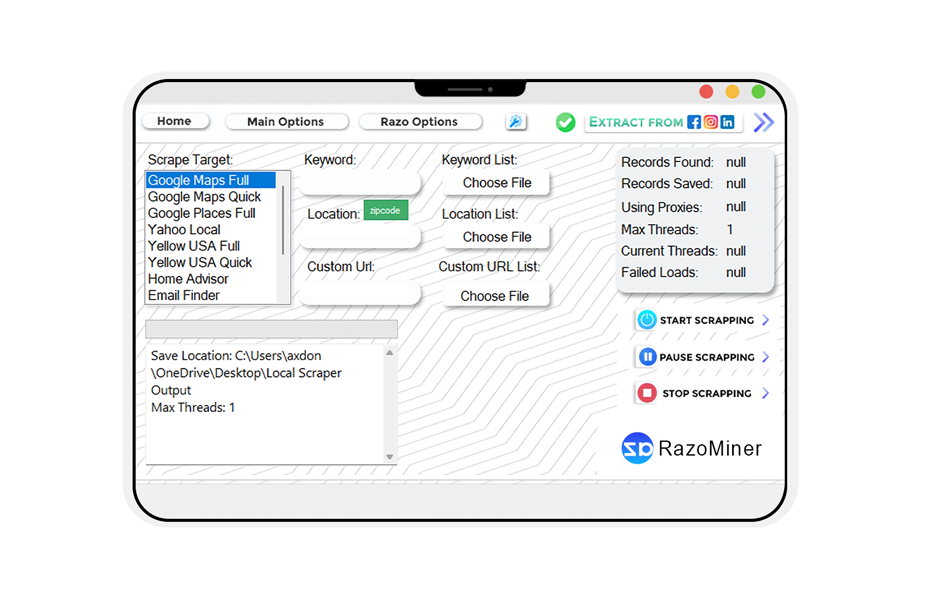 Home
Main Options
Razo Options
EXTRACT FROM
Scrape Target:
Google Maps Full
Google Maps Quick
Google Places Full
Yahoo Local
Yellow USA Full
Yellow USA Quick
Home Advisor
Email Finder
Keyword:
Location: zipcode
Custom Url:
Keyword List:
Choose File
Location List:
Choose File
Custom URL List:
Choose File
Records Found: null
Records Saved: null
Using Proxies: null
Max Threads: 1
Current Threads: null
Failed Loads: null
START SCRAPPING
PAUSE SCRAPPING
STOP SCRAPPING
Save Location: C:\Users\axdon
\OneDrive\Desktop\Local Scraper
Output
Max Threads: 1
RazoMiner